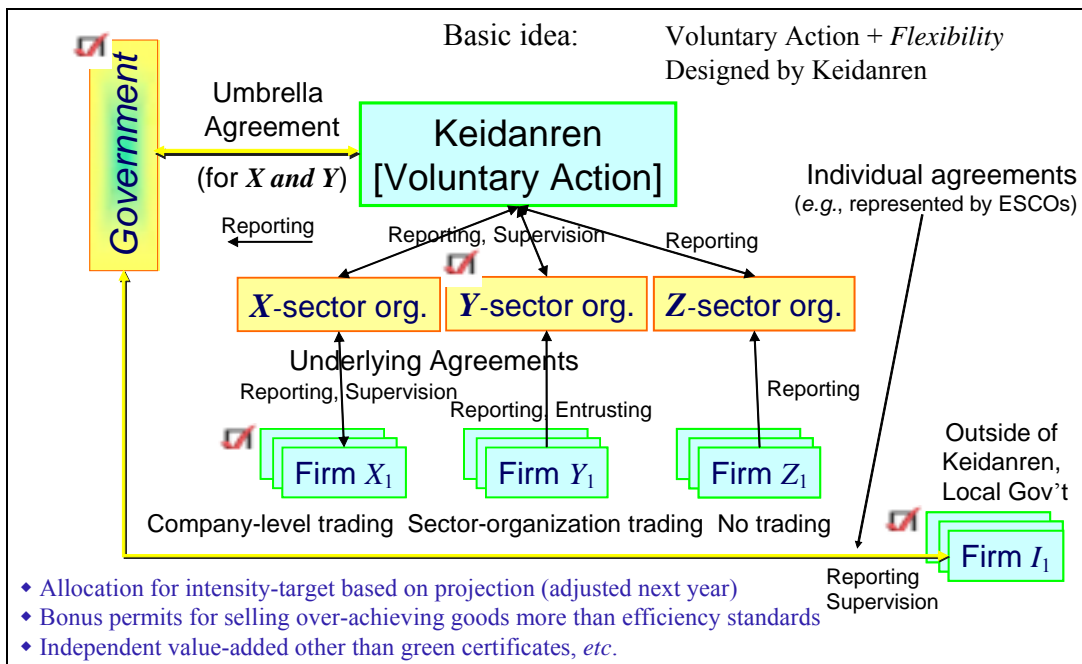 Basic idea:
Voluntary Action + Flexibility
Designed by Keidanren
Government
Umbrella
Agreement
(for X and Y)
Keidanren
[Voluntary Action]
Individual agreements
(e.g., represented by ESCOs)
Reporting
Reporting, Supervision
Reporting
X-sector org.
Y-sector org.
Z-sector org.
Underlying Agreements
Reporting, Supervision
Reporting, Entrusting
Reporting
Firm X1
Firm Y1
Firm Z1
Outside of
Keidanren,
Local Gov't
Firm I1
Company-level trading
Sector-organization trading
No trading
Reporting
Supervision
◆ Allocation for intensity-target based on projection (adjusted next year)
◆ Bonus permits for selling over-achieving goods more than efficiency standards
◆ Independent value-added other than green certificates, etc.